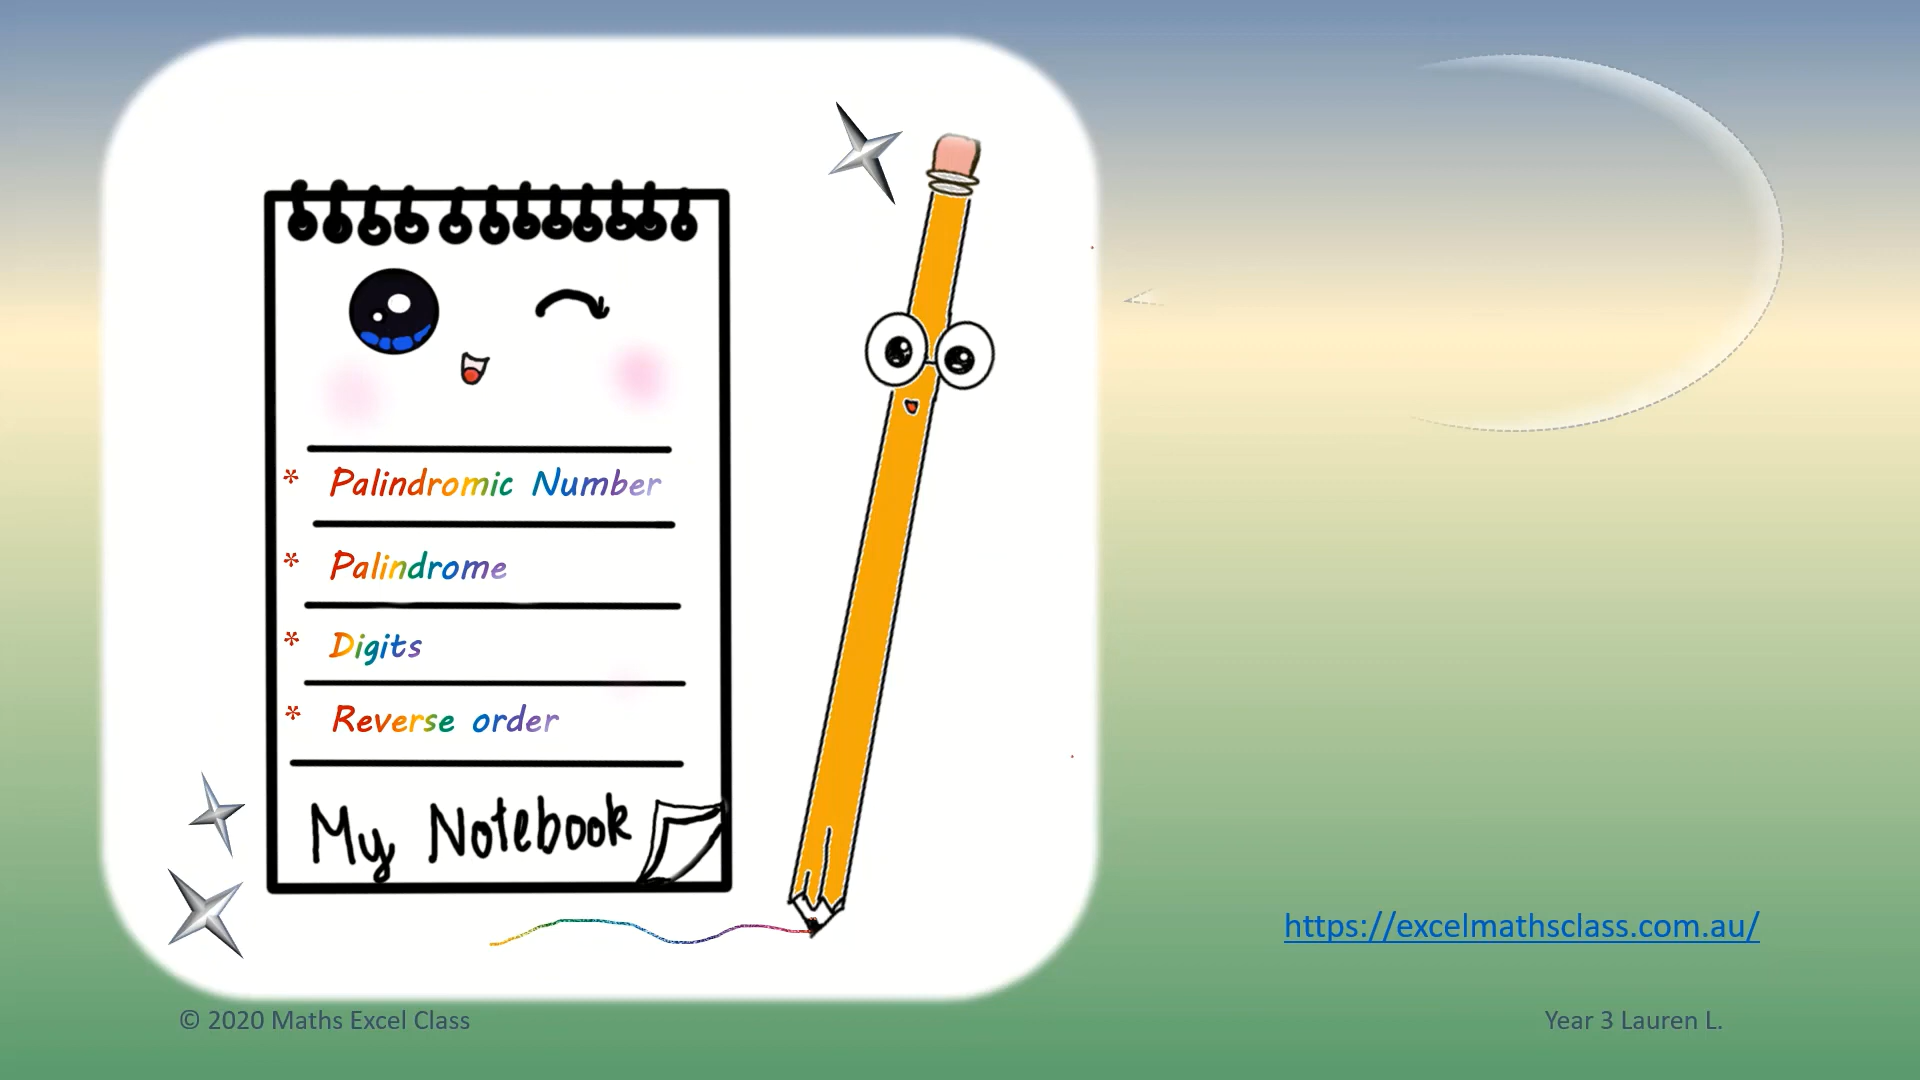 * Palindromic Number
* Palindrome
* Digits
* Reverse order
My Notebook
https://excelmathsclass.com.au/
© 2020 Maths Excel Class
Year 3 Lauren L.